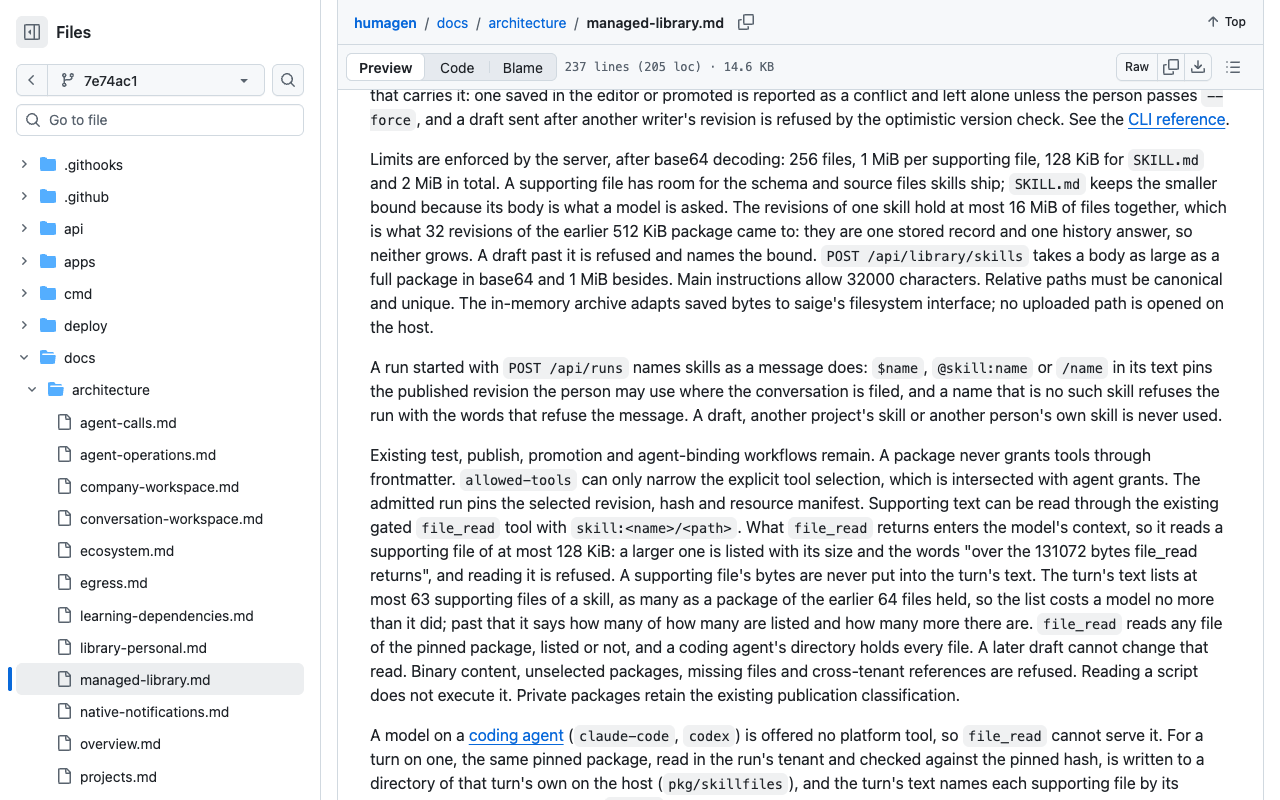 Files
humagen / docs / architecture / managed-library.md
Top
7e74ac1
Preview Code Blame 237 lines (205 loc) · 14.6 KB Raw
Go to file
.githooks
.github
api
apps
cmd
deploy
docs
architecture
agent-calls.md
agent-operations.md
company-workspace.md
conversation-workspace.md
ecosystem.md
egress.md
learning-dependencies.md
library-personal.md
managed-library.md
native-notifications.md
overview.md
projects.md
that carries it: one saved in the editor or promoted is reported as a conflict and left alone unless the person passes --
force, and a draft sent after another writer's revision is refused by the optimistic version check. See the CLI reference.
Limits are enforced by the server, after base64 decoding: 256 files, 1 MiB per supporting file, 128 KiB for SKILL.md
and 2 MiB in total. A supporting file has room for the schema and source files skills ship; SKILL.md keeps the smaller
bound because its body is what a model is asked. The revisions of one skill hold at most 16 MiB of files together, which
is what 32 revisions of the earlier 512 KiB package came to: they are one stored record and one history answer, so
neither grows. A draft past it is refused and names the bound. POST /api/library/skills takes a body as large as a
full package in base64 and 1 MiB besides. Main instructions allow 32000 characters. Relative paths must be canonical
and unique. The in-memory archive adapts saved bytes to saige's filesystem interface; no uploaded path is opened on
the host.
A run started with POST /api/runs names skills as a message does: $name, @skill:name or /name in its text pins
the published revision the person may use where the conversation is filed, and a name that is no such skill refuses the
run with the words that refuse the message. A draft, another project's skill or another person's own skill is never used.
Existing test, publish, promotion and agent-binding workflows remain. A package never grants tools through
frontmatter. allowed-tools can only narrow the explicit tool selection, which is intersected with agent grants. The
admitted run pins the selected revision, hash and resource manifest. Supporting text can be read through the existing
gated file_read tool with skill:<name>/<path>. What file_read returns enters the model's context, so it reads a
supporting file of at most 128 KiB: a larger one is listed with its size and the words "over the 131072 bytes file_read
returns", and reading it is refused. A supporting file's bytes are never put into the turn's text. The turn's text lists at
most 63 supporting files of a skill, as many as a package of the earlier 64 files held, so the list costs a model no more
than it did; past that it says how many of how many are listed and how many more there are. file_read reads any file
of the pinned package, listed or not, and a coding agent's directory holds every file. A later draft cannot change that
read. Binary content, unselected packages, missing files and cross-tenant references are refused. Reading a script
does not execute it. Private packages retain the existing publication classification.
A model on a coding agent (claude-code, codex) is offered no platform tool, so file_read cannot serve it. For a
turn on one, the same pinned package, read in the run's tenant and checked against the pinned hash, is written to a
directory of that turn's own on the host (pkg/skillfiles), and the turn's text names each supporting file by its